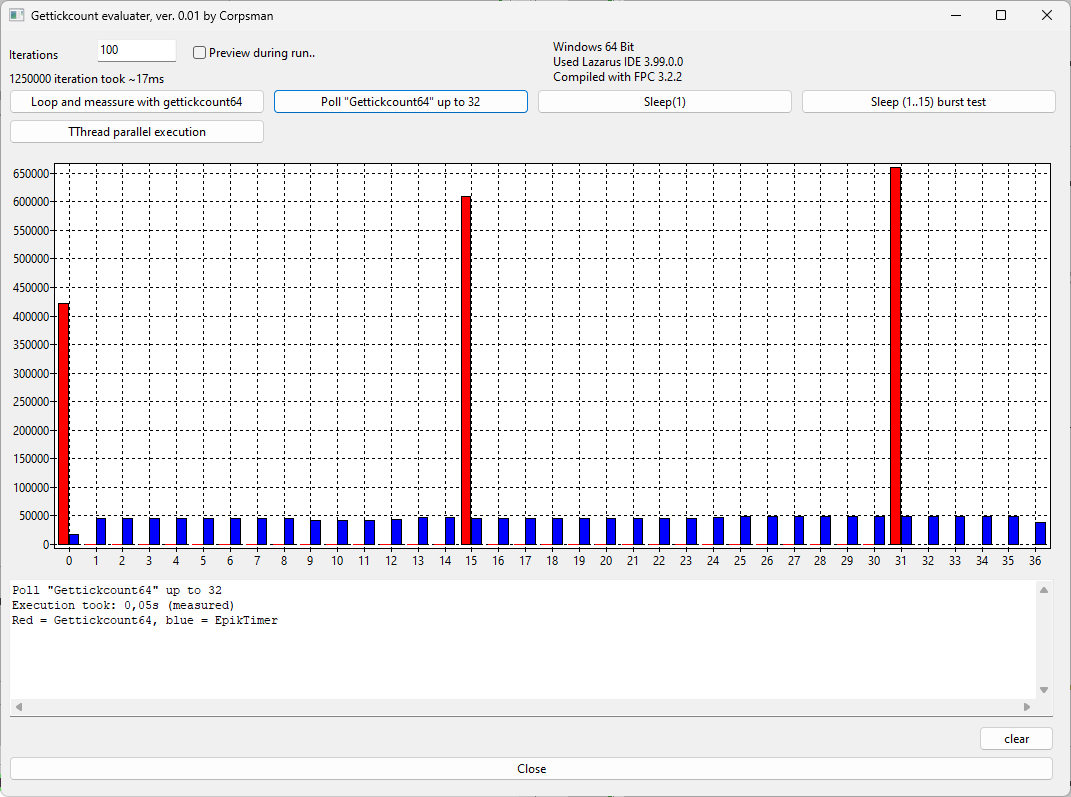 Gettickcount evaluater, ver. 0.01 by Corpsman
Iterations
100
Preview during run..
Windows 64 Bit
Used Lazarus IDE 3.99.0.0
Compiled with FPC 3.2.2
1250000 iteration took ~17ms
Loop and meassure with gettickcount64
Poll "Gettickcount64" up to 32
Sleep(1)
Sleep (1..15) burst test
TThread parallel execution
650000
600000
550000
500000
450000
400000
350000
300000
250000
200000
150000
100000
50000
0
0 1 2 3 4 5 6 7 8 9 10 11 12 13 14 15 16 17 18 19 20 21 22 23 24 25 26 27 28 29 30 31 32 33 34 35 36
Poll "Gettickcount64" up to 32
Execution took: 0,05s (measured)
Red = Gettickcount64, blue = EpikTimer
clear
Close